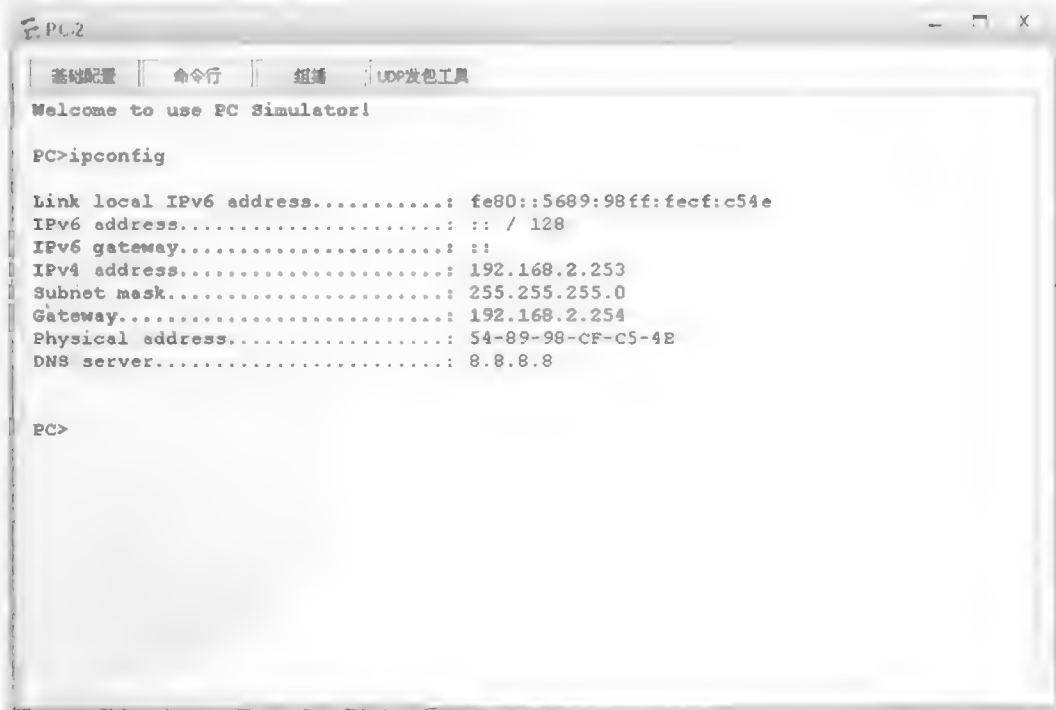 PC2
基础配置 命令行 组播 UDP发包工具
Welcome to use PC Simulator!
PC>ipconfig
Link local IPv6 address...........: fe80::5689:98ff:fecf:c54e
IPv6 address......................: :: / 128
IPv6 gateway......................: ::
IPv4 address......................: 192.168.2.253
Subnet mask.......................: 255.255.255.0
Gateway...........................: 192.168.2.254
Physical address..................: 54-89-98-CF-C5-4E
DNS server........................: 8.8.8.8
PC>